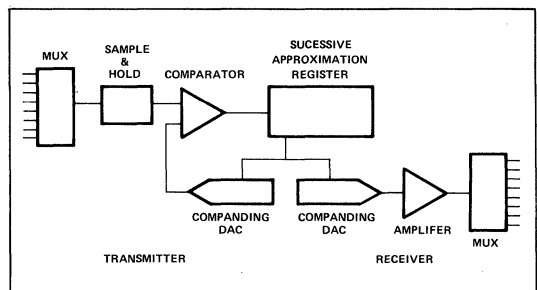 MUX
SAMPLE
&
HOLD
COMPARATOR
SUCESSIVE
APPROXIMATION
REGISTER
COMPANDING
DAC
COMPANDING
DAC
AMPLIFER
MUX
TRANSMITTER
RECEIVER